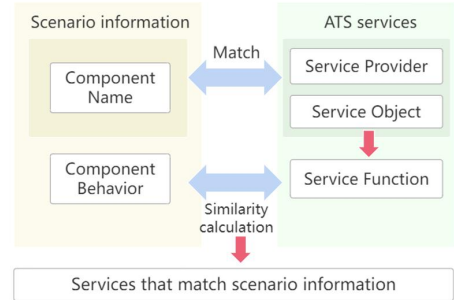 Scenario information
ATS services
Component
Name
Match
Service Provider
Service Object
Component
Behavior
Similarity
calculation
Service Function
Services that match scenario information